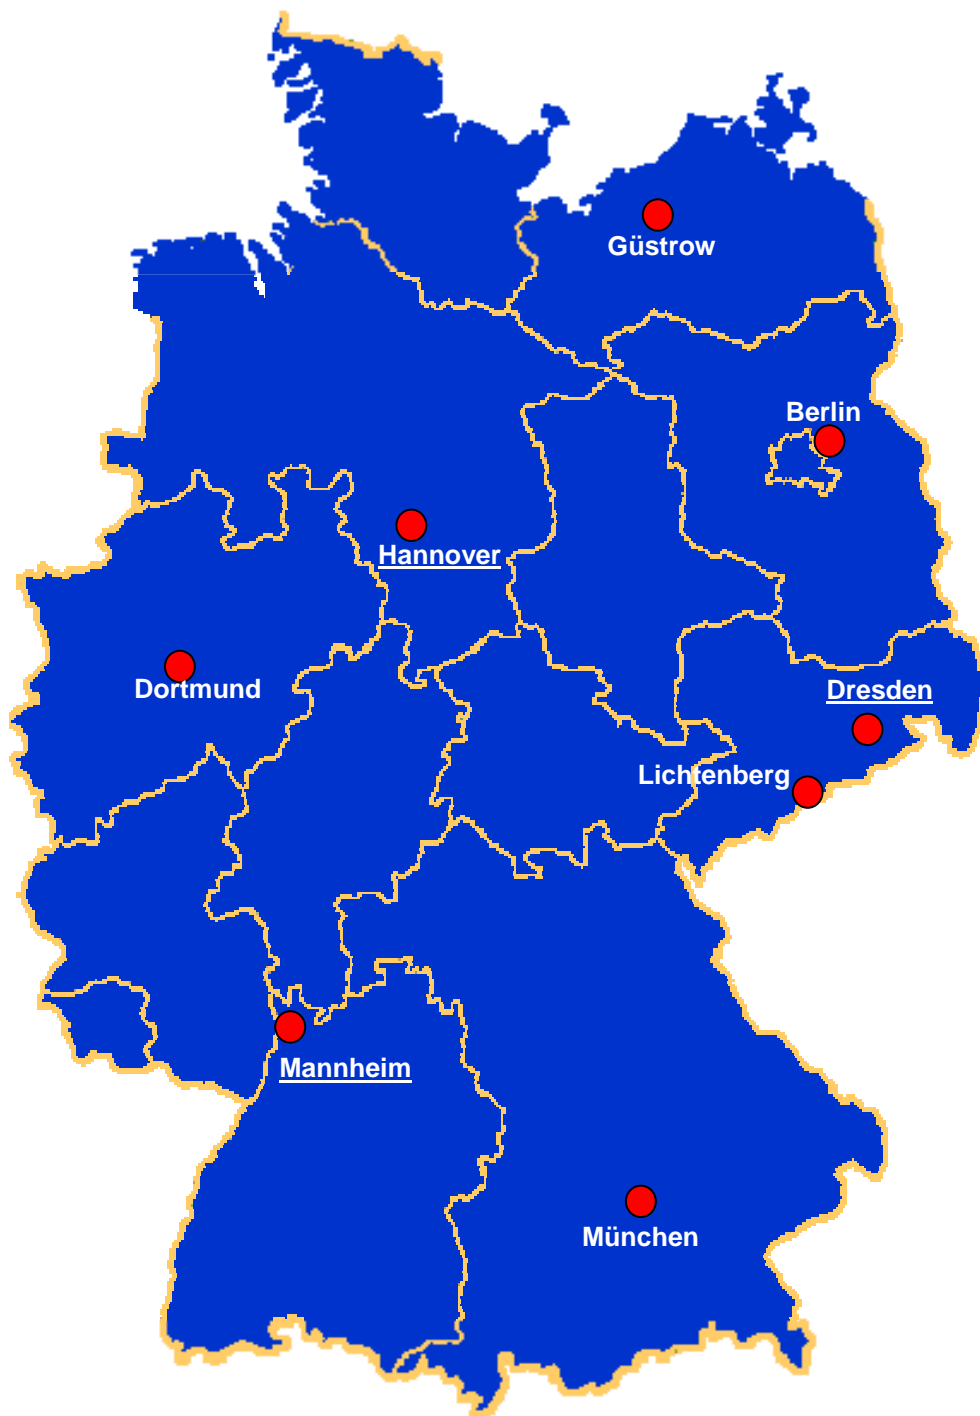 Güstrow
Berlin
Hannover
Dortmund
Dresden
Lichtenberg
Mannheim
München